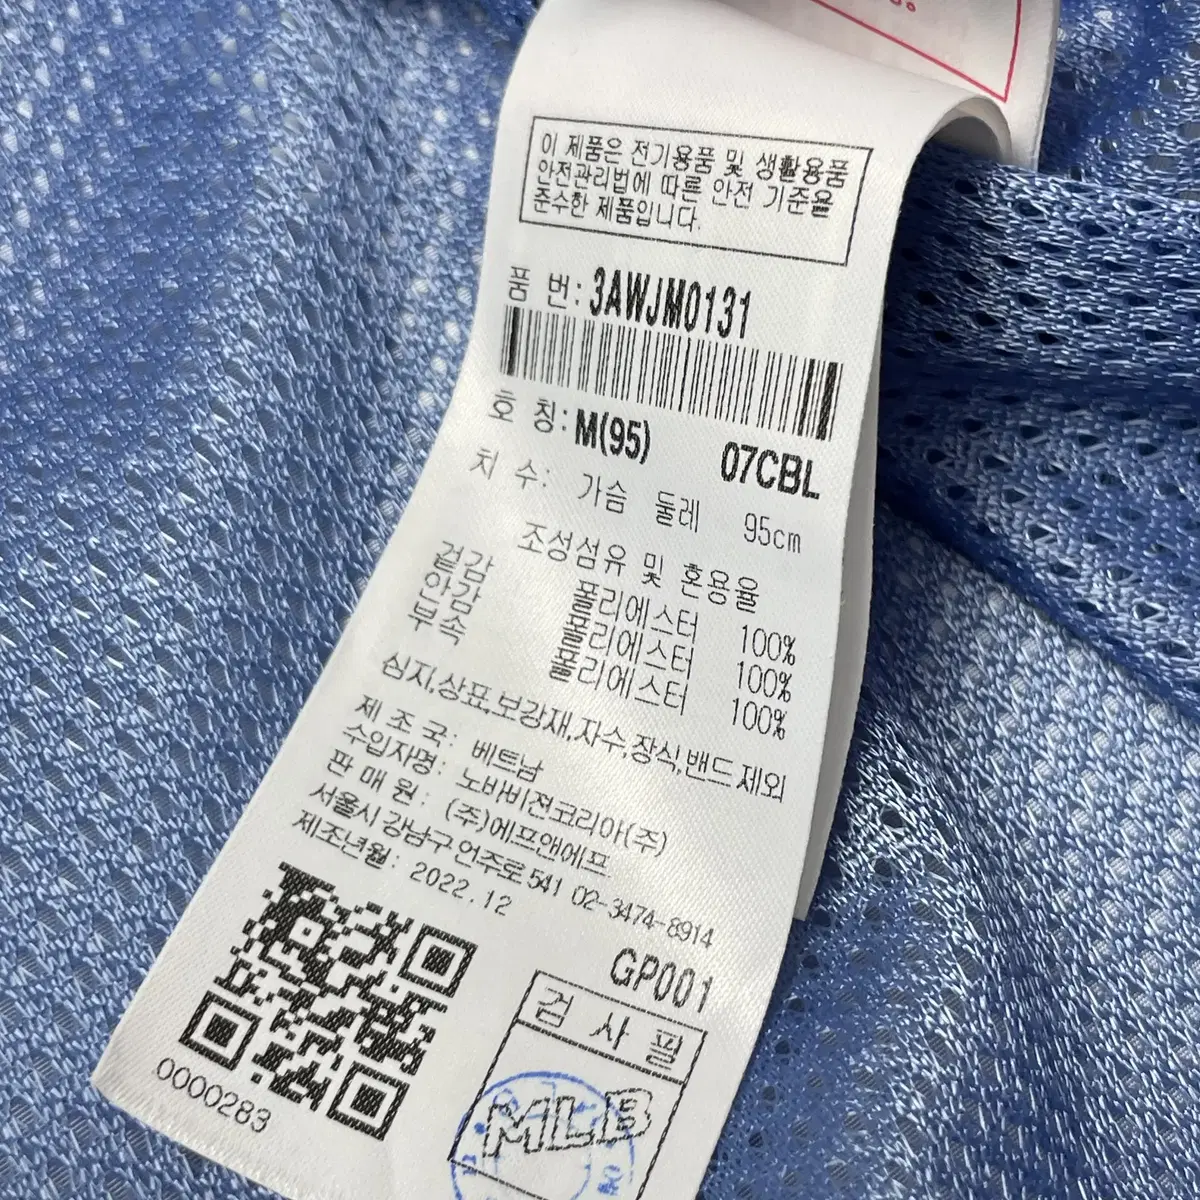 이 제품은 전기용품 및 생활용품
안전관리법에 따른 안전 기준을
준수한 제품입니다.
품 번: 3AWJM0131
호 칭: M(95) 07CBL
치 수: 가슴 둘레 95cm
조성섬유 및 혼용율
겉감 폴리에스터 100%
안감 폴리에스터 100%
부속 폴리에스터 100%
심지,상표,보강재,자수,장식,밴드제외
제 조 국: 베트남
수입자명: 노바비젼코리아(주)
판 매 원: (주)에프앤에프
서울시 강남구 언주로 541 02-3474-8914
제조년월: 2022.12
GP001
검 사 필
MLB
0000283